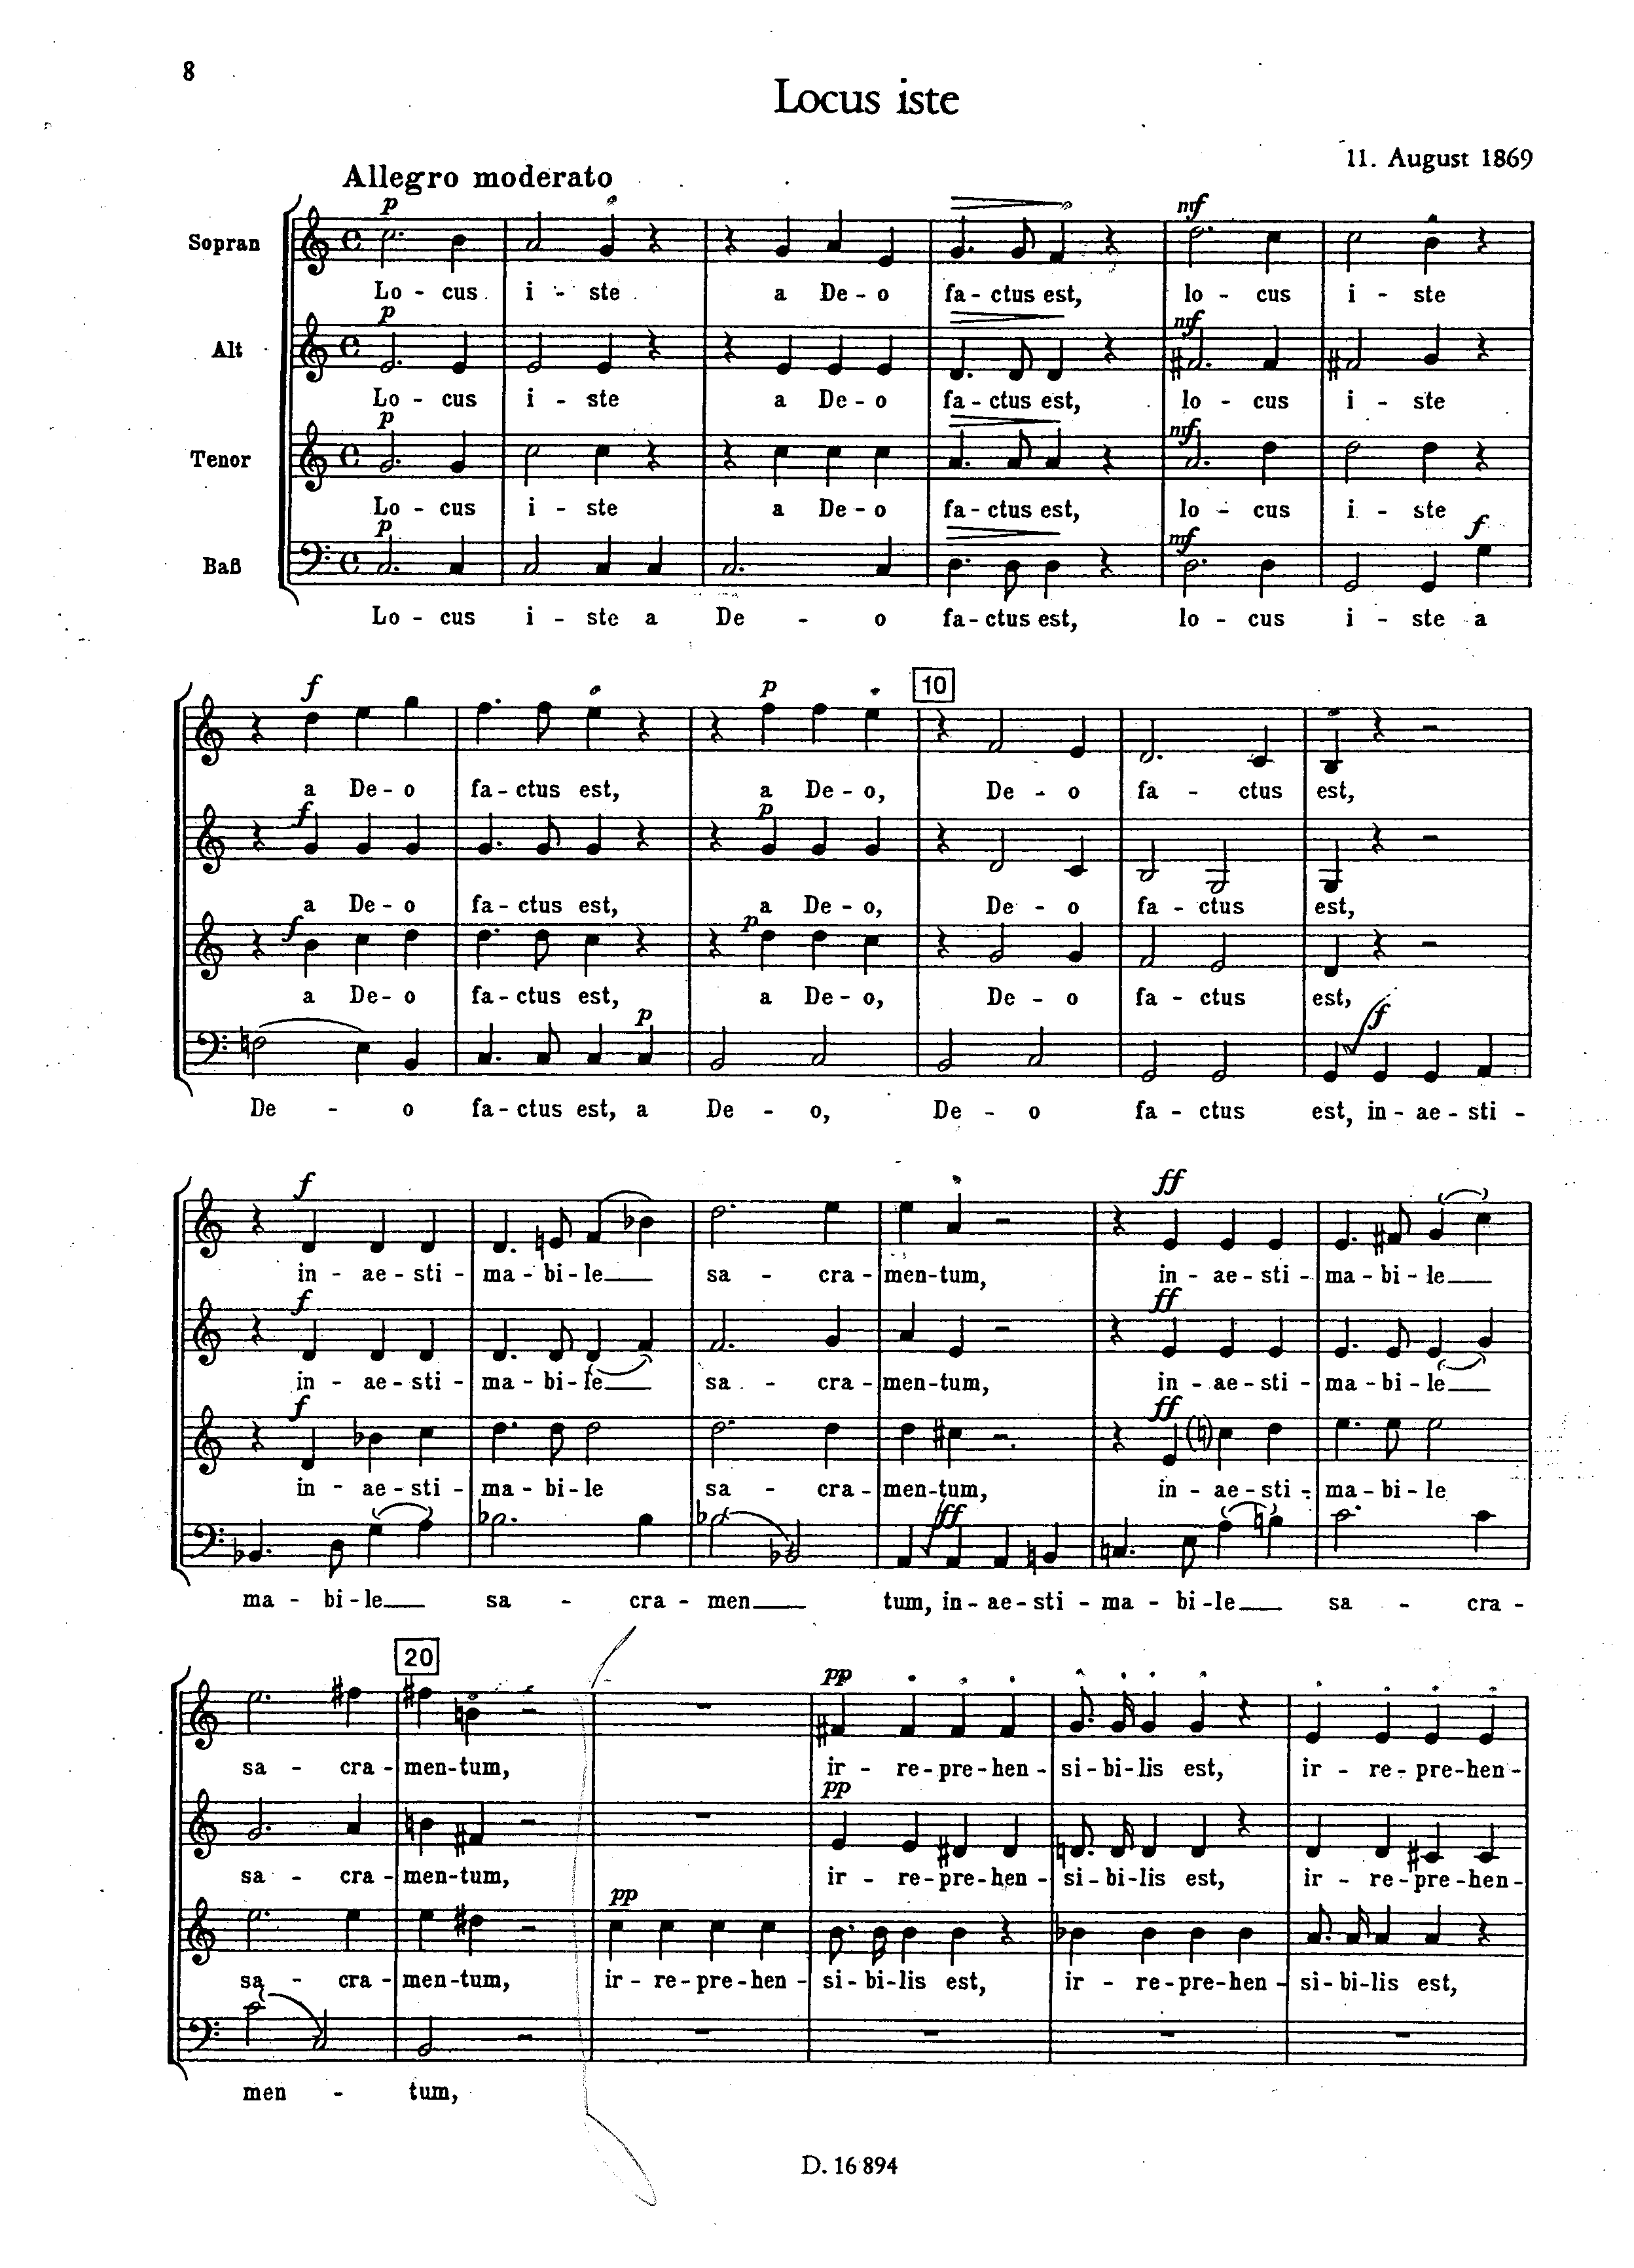 8
Locus iste
11. August 1869
Allegro moderato
p mf
Sopran
Lo - cus i - ste a De - o fa - ctus est, lo - cus i - ste
p mf
Alt
Lo - cus i - ste a De - o fa - ctus est, lo - cus i - ste
p mf
Tenor
Lo - cus i - ste a De - o fa - ctus est, lo - cus i - ste
p mf f
Baß
Lo - cus i - ste a De - o fa - ctus est, lo - cus i - ste a
f p 10
a De - o fa - ctus est, a De - o, De - o fa - ctus est,
f p
a De - o fa - ctus est, a De - o, De - o fa - ctus est,
f p
a De - o fa - ctus est, a De - o, De - o fa - ctus est,
p f
De - o fa - ctus est, a De - o, De - o fa - ctus est, in - ae - sti -
f ff
in - ae - sti - ma - bi - le sa - cra - men - tum, in - ae - sti - ma - bi - le
f ff
in - ae - sti - ma - bi - le sa - cra - men - tum, in - ae - sti - ma - bi - le
f ff
in - ae - sti - ma - bi - le sa - cra - men - tum, in - ae - sti - ma - bi - le
ff
ma - bi - le sa - cra - men tum, in - ae - sti - ma - bi - le sa - cra -
20 pp
sa - cra - men - tum, ir - re - pre - hen - si - bi - lis est, ir - re - pre - hen -
pp
sa - cra - men - tum, ir - re - pre - hen - si - bi - lis est, ir - re - pre - hen -
pp
sa - cra - men - tum, ir - re - pre - hen - si - bi - lis est, ir - re - pre - hen - si - bi - lis est,
men - tum,
D. 16 894